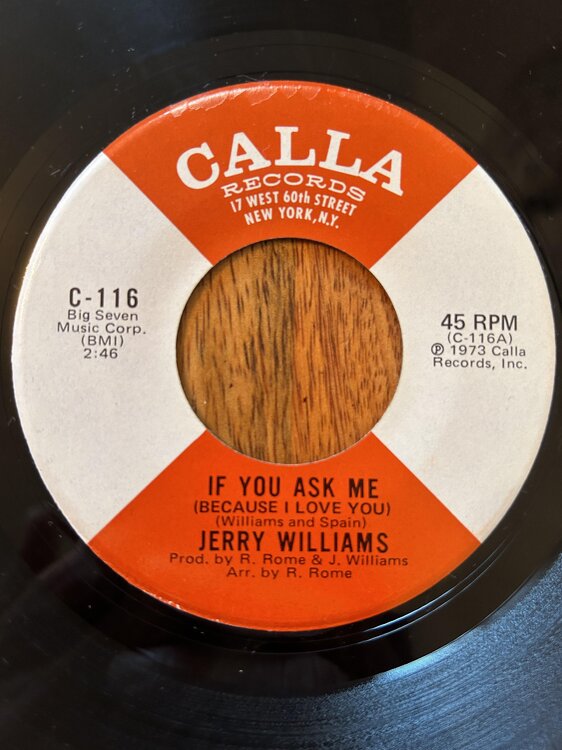 CALLA
RECORDS
17 WEST 60th STREET
NEW YORK, N.Y.
C-116
Big Seven
Music Corp.
(BMI)
2:46
45 RPM
(C-116A)
℗ 1973 Calla
Records, Inc.
IF YOU ASK ME
(BECAUSE I LOVE YOU)
(Williams and Spain)
JERRY WILLIAMS
Prod. by R. Rome & J. Williams
Arr. by R. Rome